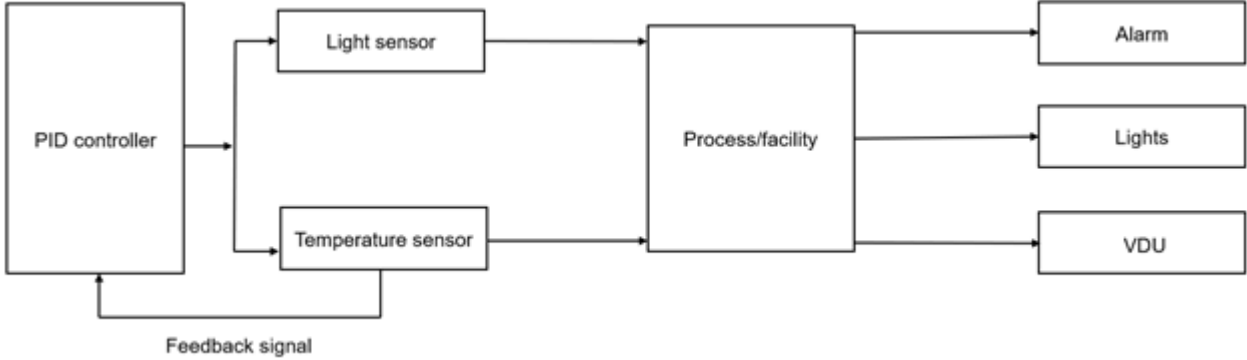 PID controller
Light sensor
Temperature sensor
Feedback signal
Process/facility
Alarm
Lights
VDU